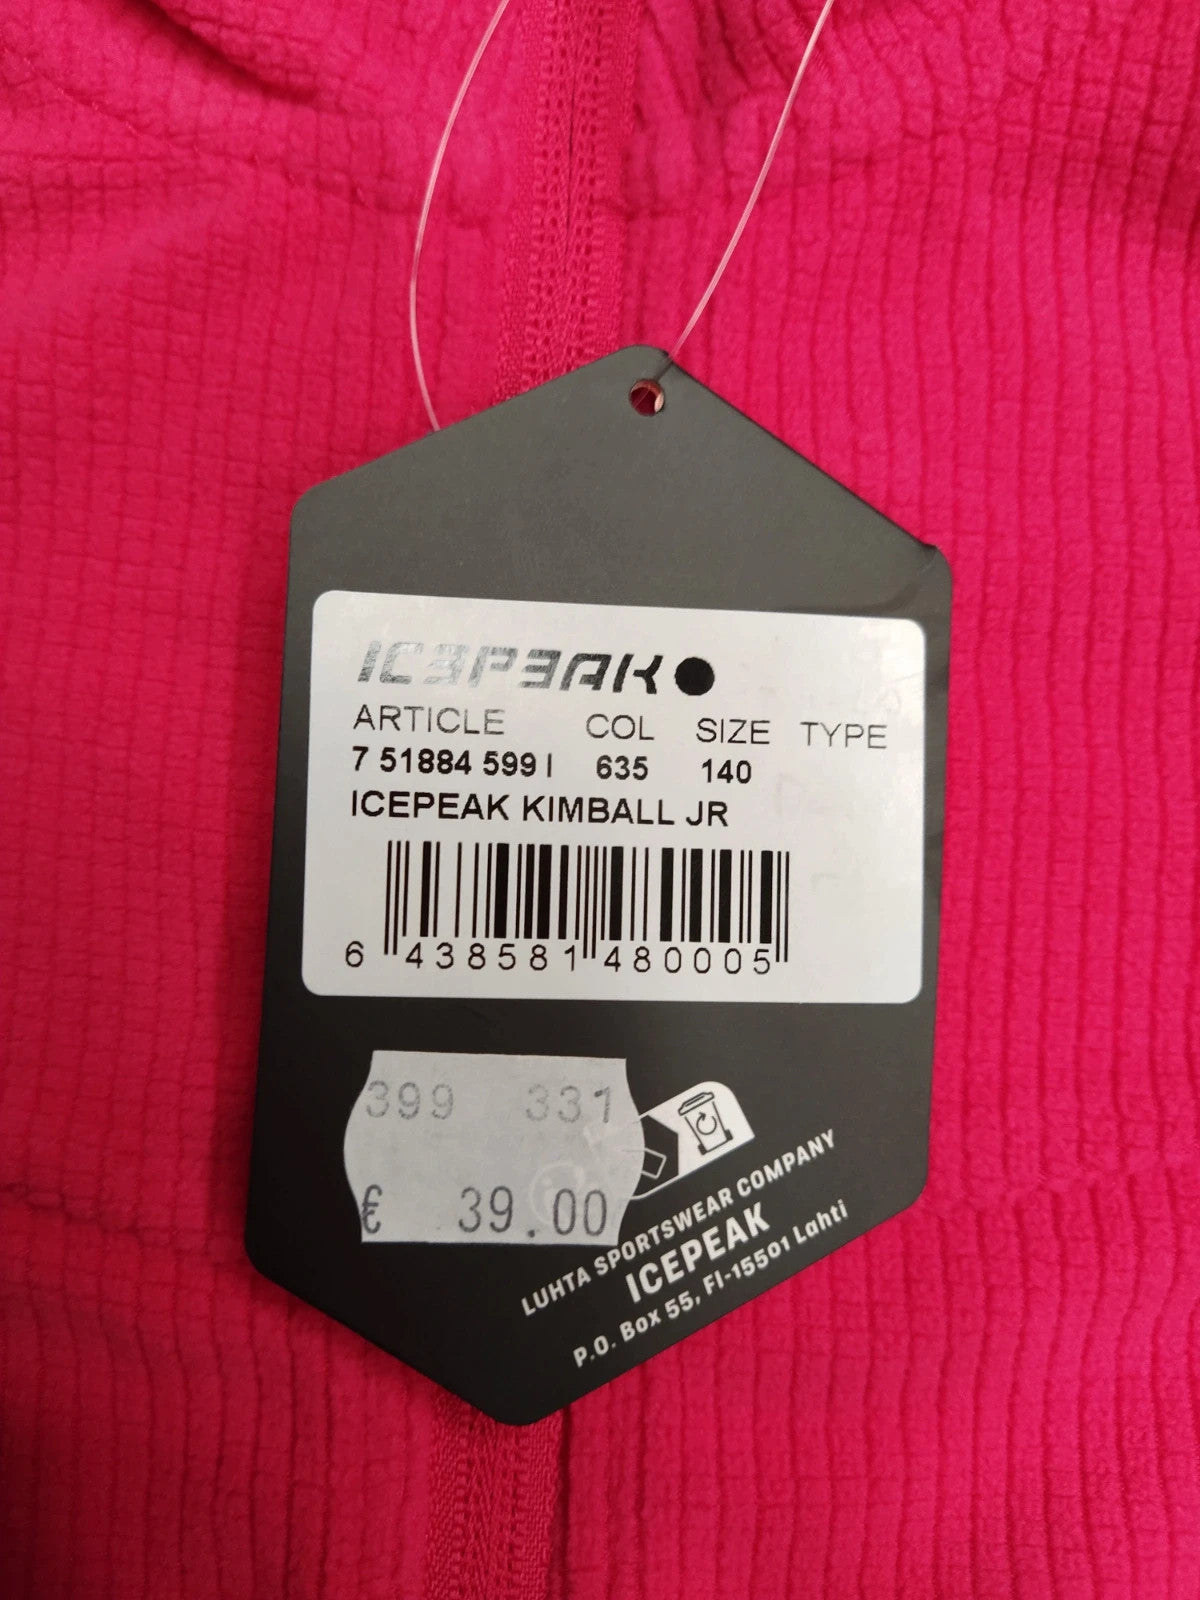 ICEPEAK
ARTICLE COL SIZE TYPE
7 51884 599 I 635 140
ICEPEAK KIMBALL JR
6 438581 480005
399 331
€ 39.00
LUHTA SPORTSWEAR COMPANY
ICEPEAK
P.O. Box 55, FI-15501 Lahti